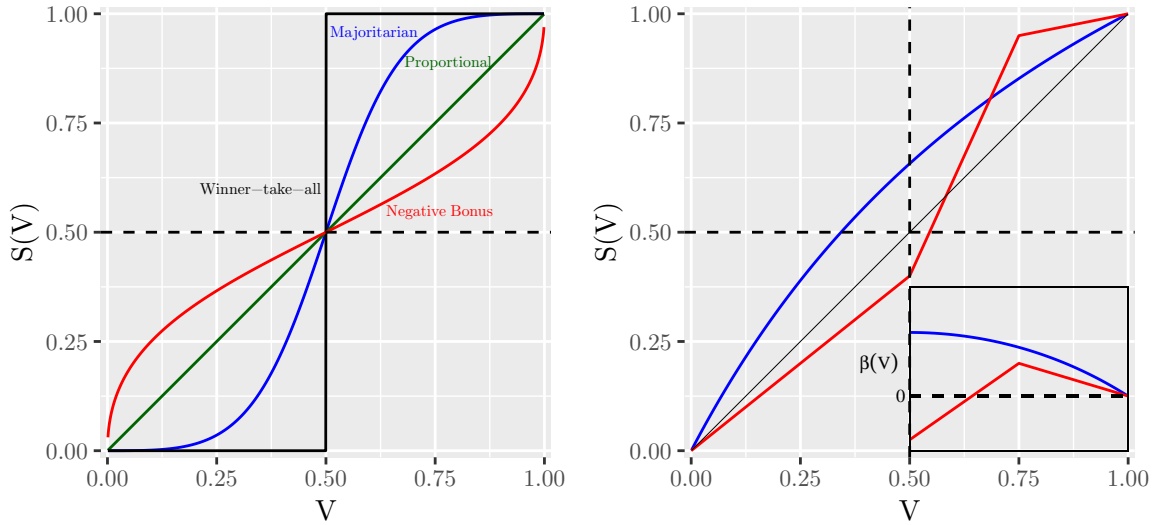 1.00
0.75
0.50
0.25
0.00
S(V)
Majoritarian
Proportional
Winner−take−all
Negative Bonus
0.00 0.25 0.50 0.75 1.00
V
1.00
0.75
0.50
0.25
0.00
S(V)
β(V)
0
0.00 0.25 0.50 0.75 1.00
V